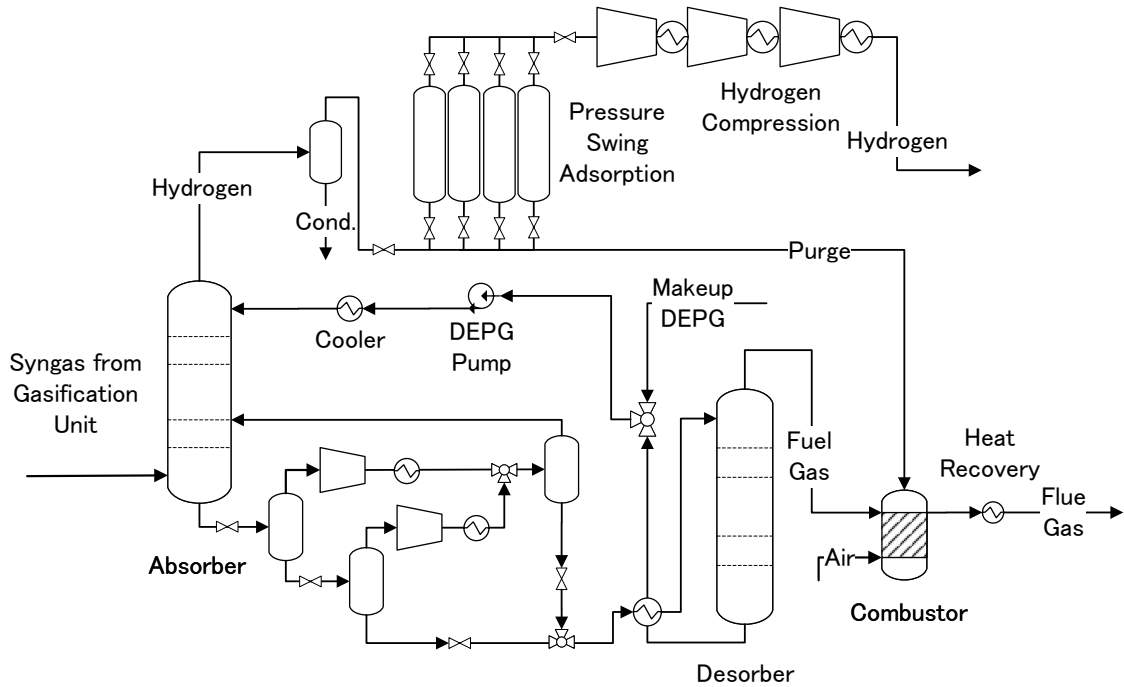 Hydrogen
Compression
Pressure
Swing
Adsorption
Hydrogen
Hydrogen
Cond.
Purge
Makeup
DEPG
Cooler
DEPG
Pump
Syngas from
Gasification
Unit
Fuel
Gas
Heat
Recovery
Flue
Gas
Absorber
Air
Combustor
Desorber